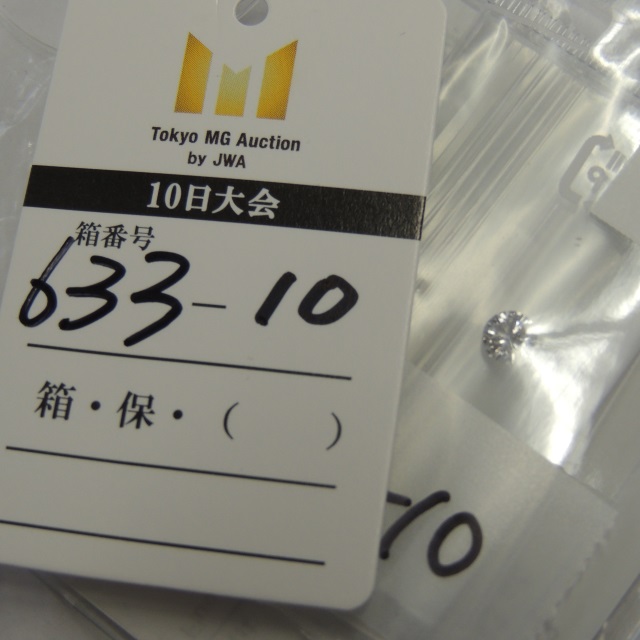 Tokyo MG Auction
by JWA
10日大会
箱番号
633-10
箱・保・(　　)
-10